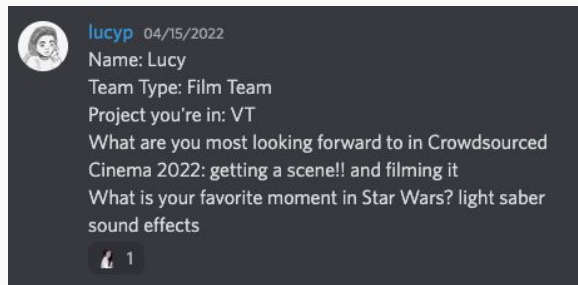 lucyp 04/15/2022
Name: Lucy
Team Type: Film Team
Project you're in: VT
What are you most looking forward to in Crowdsourced
Cinema 2022: getting a scene!! and filming it
What is your favorite moment in Star Wars? light saber
sound effects
1